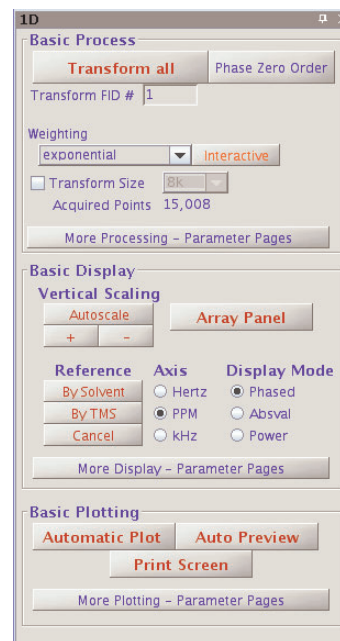 1D
Basic Process
Transform all Phase Zero Order
Transform FID # 1
Weighting
exponential Interactive
Transform Size 8k
Acquired Points 15,008
More Processing – Parameter Pages
Basic Display
Vertical Scaling
Autoscale
Array Panel
+ -
Reference Axis Display Mode
By Solvent Hertz Phased
By TMS PPM Absval
Cancel kHz Power
More Display – Parameter Pages
Basic Plotting
Automatic Plot Auto Preview
Print Screen
More Plotting – Parameter Pages